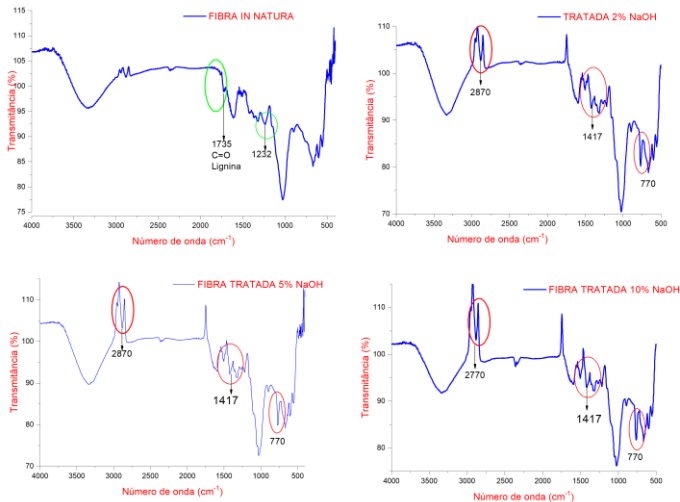 FIBRA IN NATURA
Transmitância (%)
110
105
100
95
90
85
80
75
1735
C=O
Lignina
1232
4000 3500 3000 2500 2000 1500 1000 500
Número de onda (cm⁻¹)
TRATADA 2% NaOH
Transmitância (%)
110
100
90
80
70
2870
1417
770
4000 3500 3000 2500 2000 1500 1000 500
Número de onda (cm⁻¹)
FIBRA TRATADA 5% NaOH
Transmitância (%)
110
100
90
80
70
2870
1417
770
4000 3500 3000 2500 2000 1500 1000 500
Número de onda (cm⁻¹)
FIBRA TRATADA 10% NaOH
Transmitância (%)
110
100
90
80
2770
1417
770
4000 3500 3000 2500 2000 1500 1000 500
Número de onda (cm⁻¹)